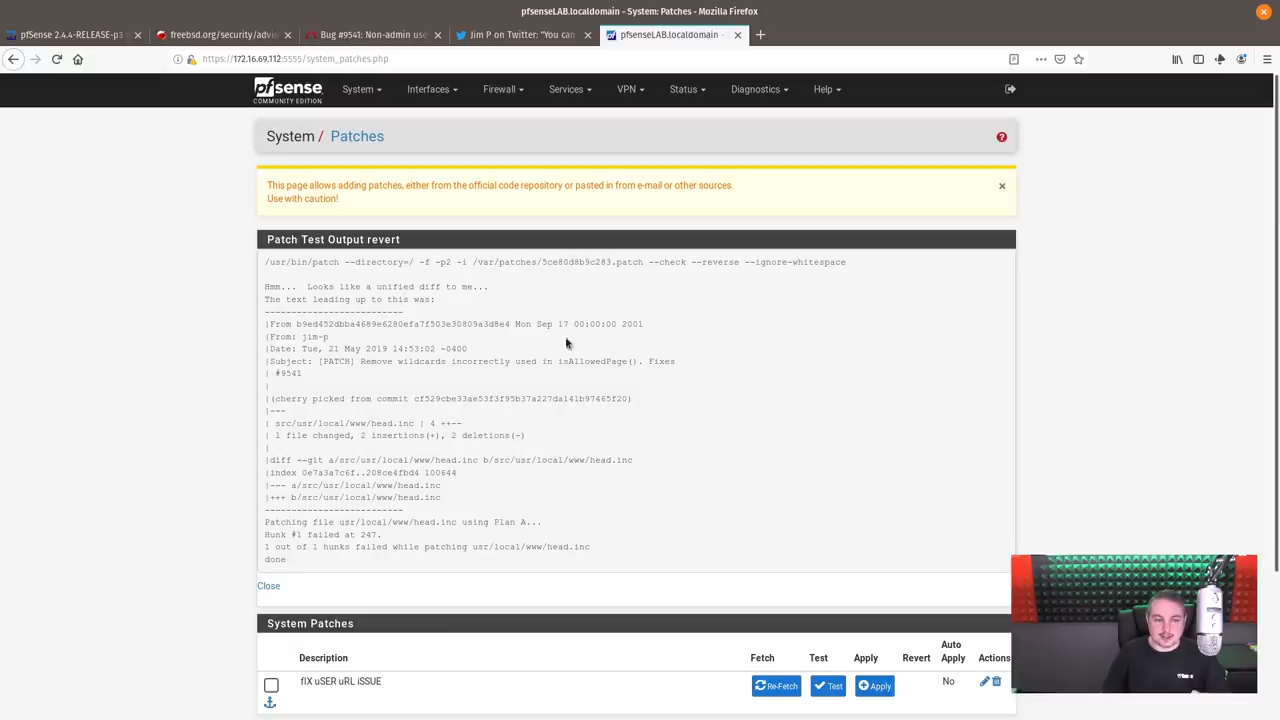 pfsenseLAB.localdomain - System: Patches - Mozilla Firefox
pfSense 2.4.4-RELEASE-p3
freebsd.org/security/advis
Bug #9541: Non-admin use
Jim P on Twitter: "You can
pfsenseLAB.localdomain -
https://172.16.69.112:5555/system_patches.php
pfsense
COMMUNITY EDITION
System
Interfaces
Firewall
Services
VPN
Status
Diagnostics
Help
System / Patches
This page allows adding patches, either from the official code repository or pasted in from e-mail or other sources.
Use with caution!
Patch Test Output revert
/usr/bin/patch --directory=/ -f -p2 -i /var/patches/5ce80d8b9c283.patch --check --reverse --ignore-whitespace
Hmm... Looks like a unified diff to me...
The text leading up to this was:
--------------------------
|From b9ed452dbba4689e6280efa7f503e30809a3d8e4 Mon Sep 17 00:00:00 2001
|From: jim-p
|Date: Tue, 21 May 2019 14:53:02 -0400
|Subject: [PATCH] Remove wildcards incorrectly used in isAllowedPage(). Fixes
| #9541
|
|(cherry picked from commit cf529cbe33ae53f3f95b37a227da141b97465f20)
|---
| src/usr/local/www/head.inc | 4 ++--
| 1 file changed, 2 insertions(+), 2 deletions(-)
|
|diff --git a/src/usr/local/www/head.inc b/src/usr/local/www/head.inc
|index 0e7a3a7c6f..208ce4fbd4 100644
|--- a/src/usr/local/www/head.inc
|+++ b/src/usr/local/www/head.inc
--------------------------
Patching file usr/local/www/head.inc using Plan A...
Hunk #1 failed at 247.
1 out of 1 hunks failed while patching usr/local/www/head.inc
done
Close
System Patches
Description
Fetch
Test
Apply
Revert
Auto Apply
Actions
fIX uSER uRL iSSUE
Re-Fetch
Test
Apply
No